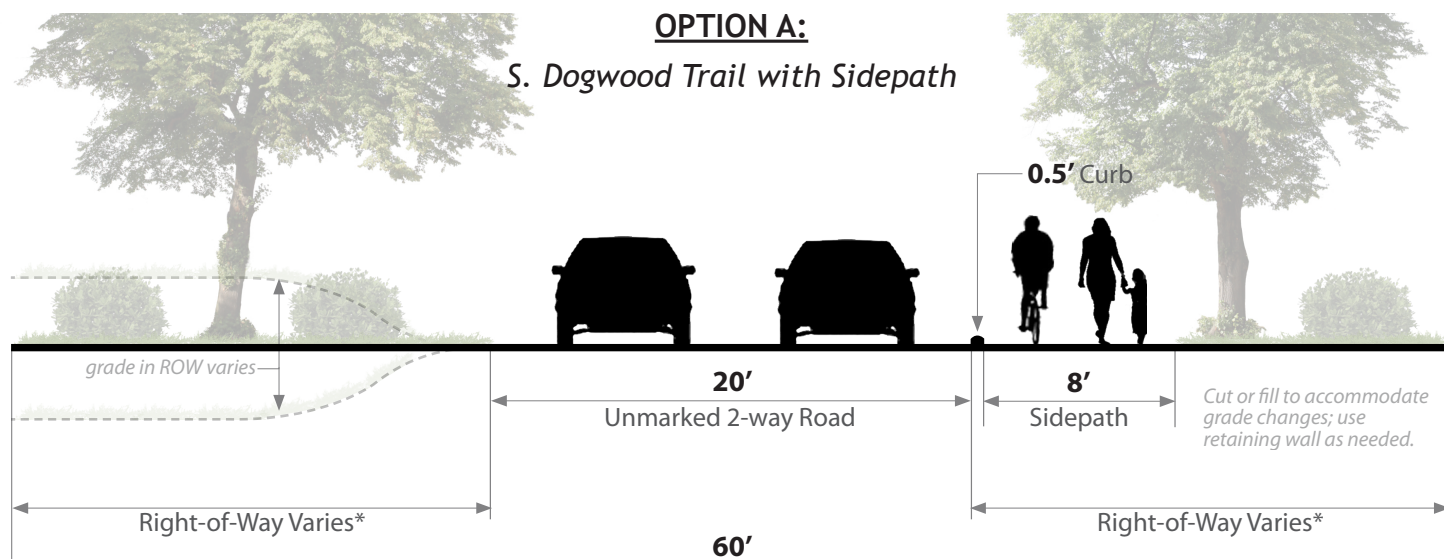 OPTION A:
S. Dogwood Trail with Sidepath
0.5’ Curb
grade in ROW varies
20’
Unmarked 2-way Road
8’
Sidepath
Cut or fill to accommodate
grade changes; use
retaining wall as needed.
Right-of-Way Varies*
Right-of-Way Varies*
60’